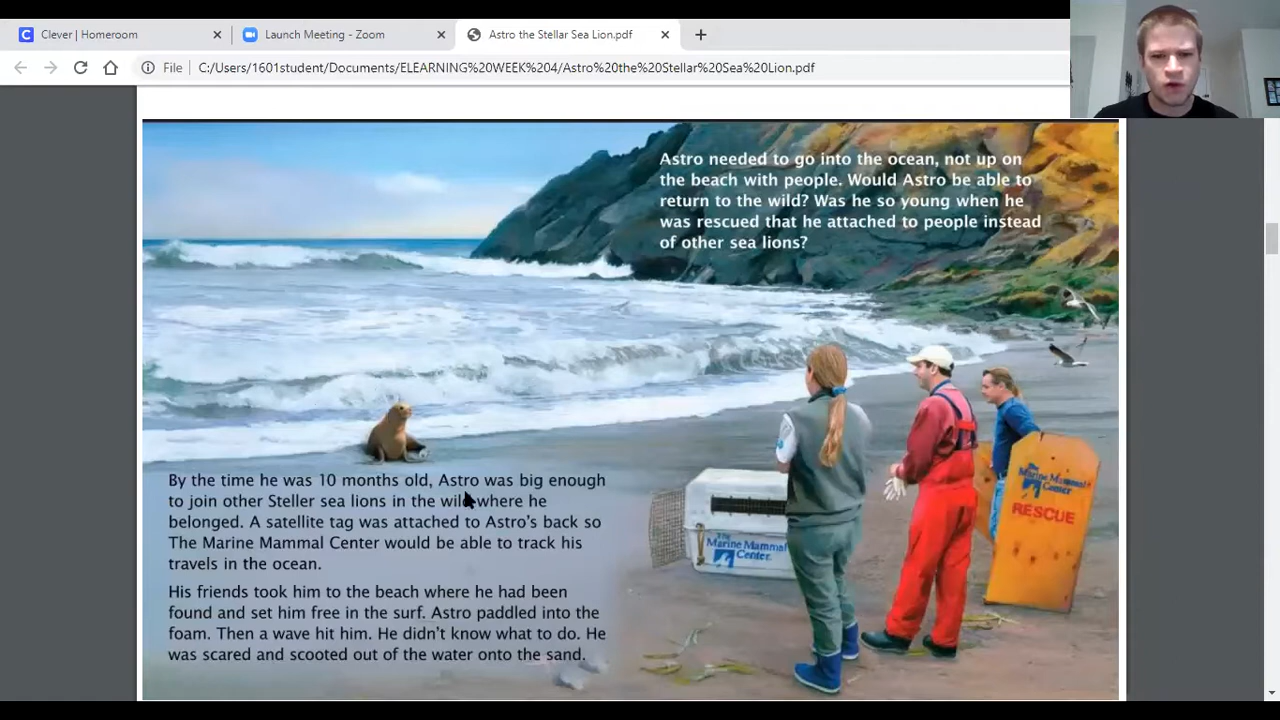 Clever | Homeroom
Launch Meeting - Zoom
Astro the Stellar Sea Lion.pdf
File
C:/Users/1601student/Documents/ELEARNING%20WEEK%204/Astro%20the%20Stellar%20Sea%20Lion.pdf
Astro needed to go into the ocean, not up on
the beach with people. Would Astro be able to
return to the wild? Was he so young when he
was rescued that he attached to people instead
of other sea lions?
The
Marine Mammal
Center
The
Marine Mammal
Center
RESCUE
By the time he was 10 months old, Astro was big enough
to join other Steller sea lions in the wild where he
belonged. A satellite tag was attached to Astro's back so
The Marine Mammal Center would be able to track his
travels in the ocean.
His friends took him to the beach where he had been
found and set him free in the surf. Astro paddled into the
foam. Then a wave hit him. He didn't know what to do. He
was scared and scooted out of the water onto the sand.